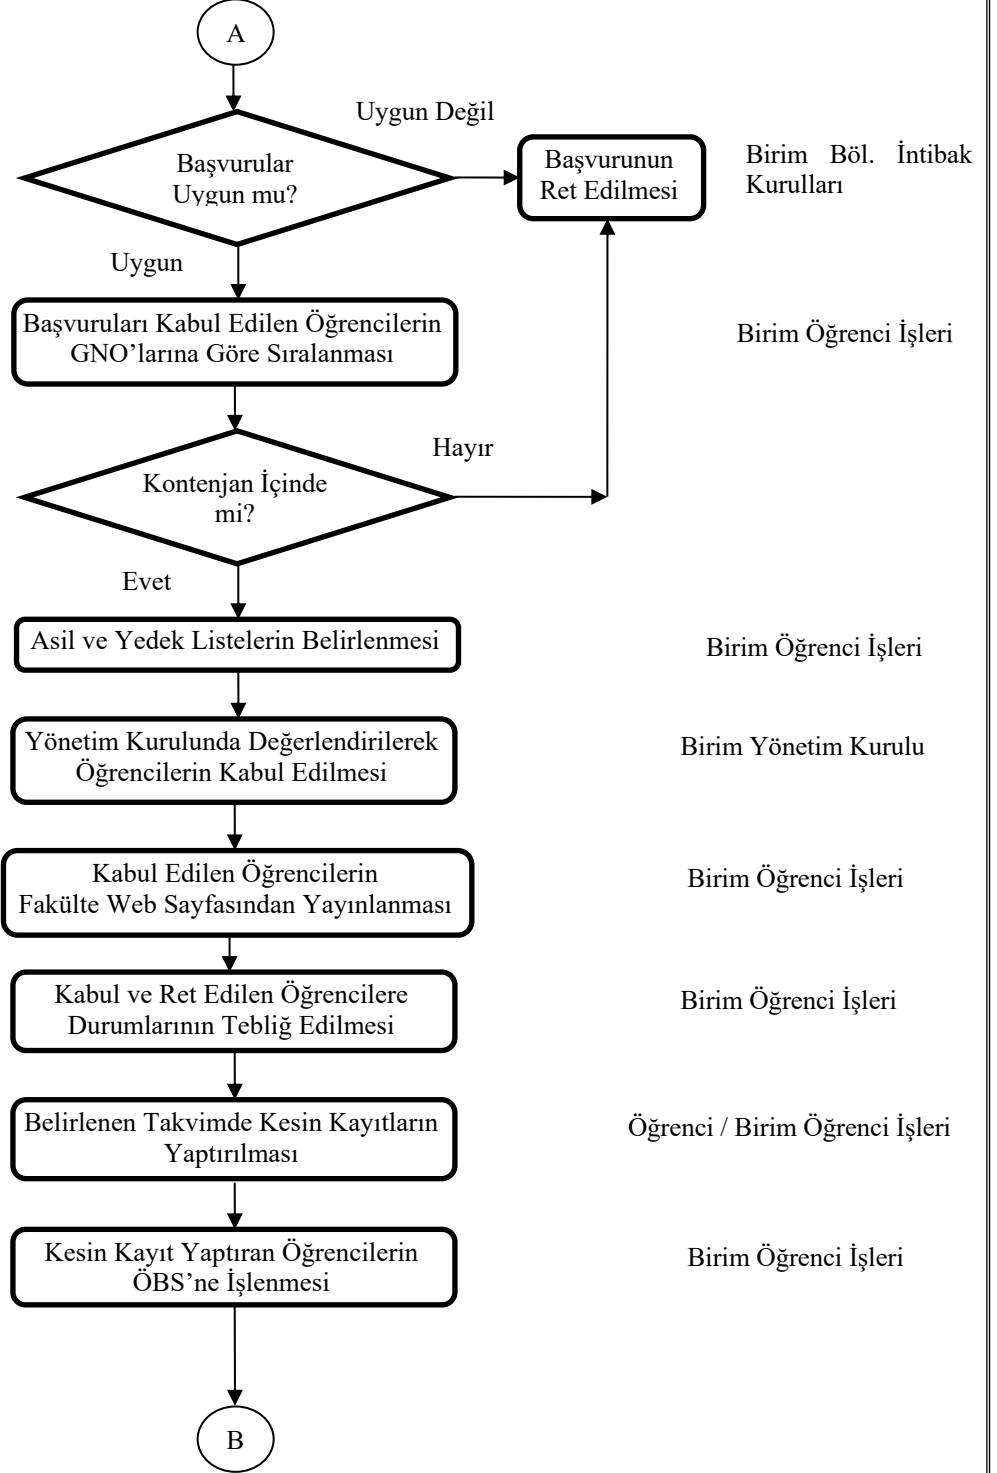 A
Uygun Değil
Başvurular
Uygun mu?
Başvurunun
Ret Edilmesi
Birim Böl. İntibak
Kurulları
Uygun
Başvuruları Kabul Edilen Öğrencilerin
GNO’larına Göre Sıralanması
Birim Öğrenci İşleri
Hayır
Kontenjan İçinde
mi?
Evet
Asil ve Yedek Listelerin Belirlenmesi
Birim Öğrenci İşleri
Yönetim Kurulunda Değerlendirilerek
Öğrencilerin Kabul Edilmesi
Birim Yönetim Kurulu
Kabul Edilen Öğrencilerin
Fakülte Web Sayfasından Yayınlanması
Birim Öğrenci İşleri
Kabul ve Ret Edilen Öğrencilere
Durumlarının Tebliğ Edilmesi
Birim Öğrenci İşleri
Belirlenen Takvimde Kesin Kayıtların
Yaptırılması
Öğrenci / Birim Öğrenci İşleri
Kesin Kayıt Yaptıran Öğrencilerin
ÖBS’ne İşlenmesi
Birim Öğrenci İşleri
B